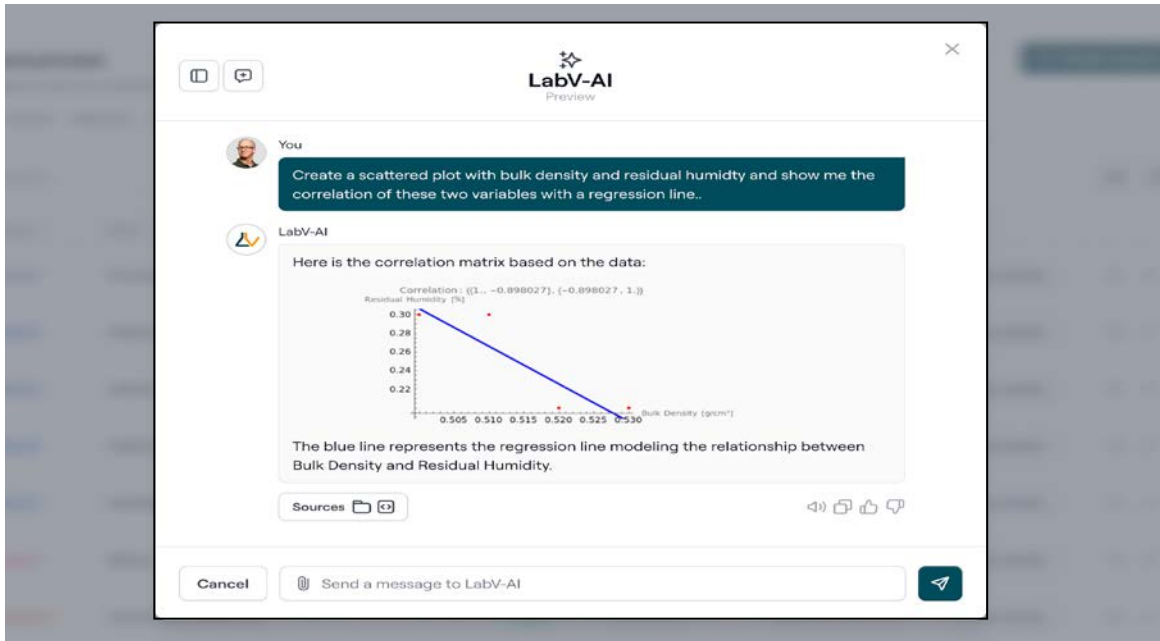 LabV-AI
Preview
You
Create a scattered plot with bulk density and residual humidty and show me the
correlation of these two variables with a regression line..
LabV-AI
Here is the correlation matrix based on the data:
Correlation: {{1., -0.898027}, {-0.898027, 1.}}
Residual Humidity [%]
0.30
0.28
0.26
0.24
0.22
0.505 0.510 0.515 0.520 0.525 0.530 Bulk Density [g/cm³]
The blue line represents the regression line modeling the relationship between
Bulk Density and Residual Humidity.
Sources
Cancel
Send a message to LabV-AI